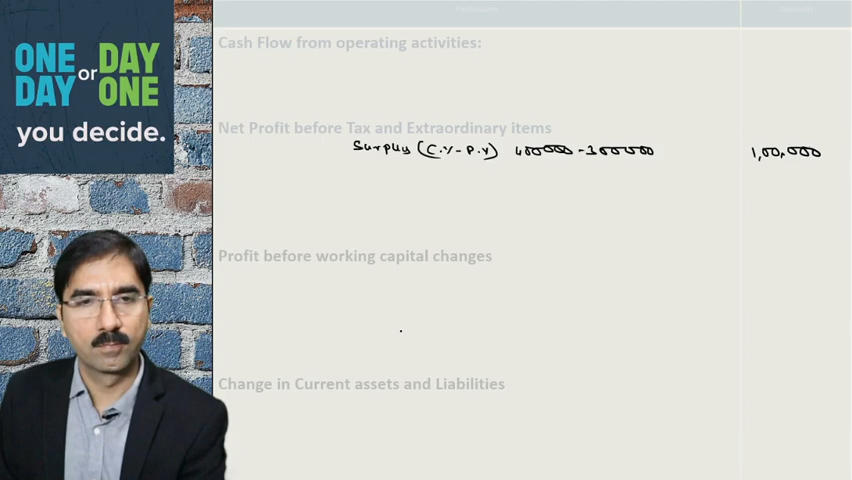 ONE DAY or DAY ONE
you decide.
Cash Flow from operating activities:
Net Profit before Tax and Extraordinary items
Surplus (C.Y - P.Y) 400000 - 300000 1,00,000
Profit before working capital changes
Change in Current assets and Liabilities